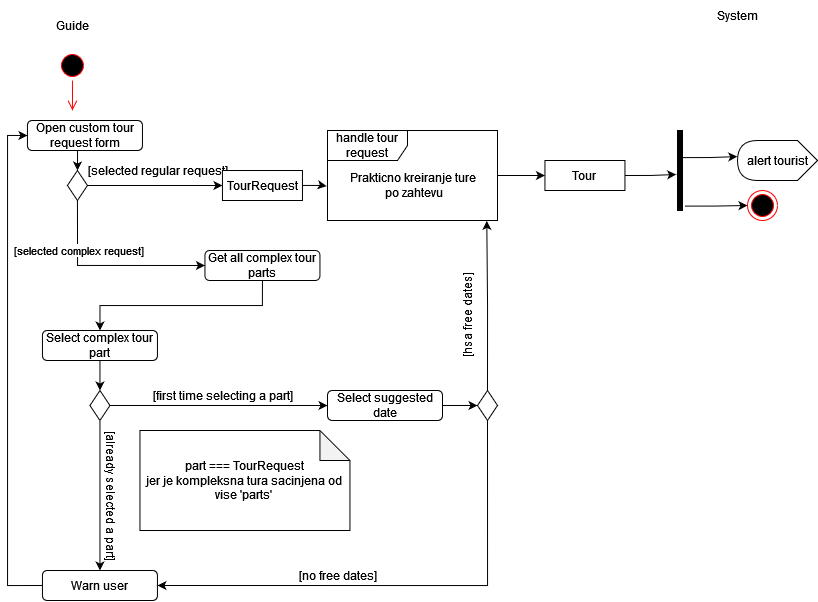 System
Guide
Open custom tour
request form
handle tour
request
alert tourist
[selected regular request]
Prakticno kreiranje ture
po zahtevu
Tour
TourRequest
[selected complex request]
Get all complex tour
parts
[hsa free dates]
Select complex tour
part
[first time selecting a part]
Select suggested
date
[already selected a part]
part === TourRequest
jer je kompleksna tura sacinjena od
vise 'parts'
[no free dates]
Warn user